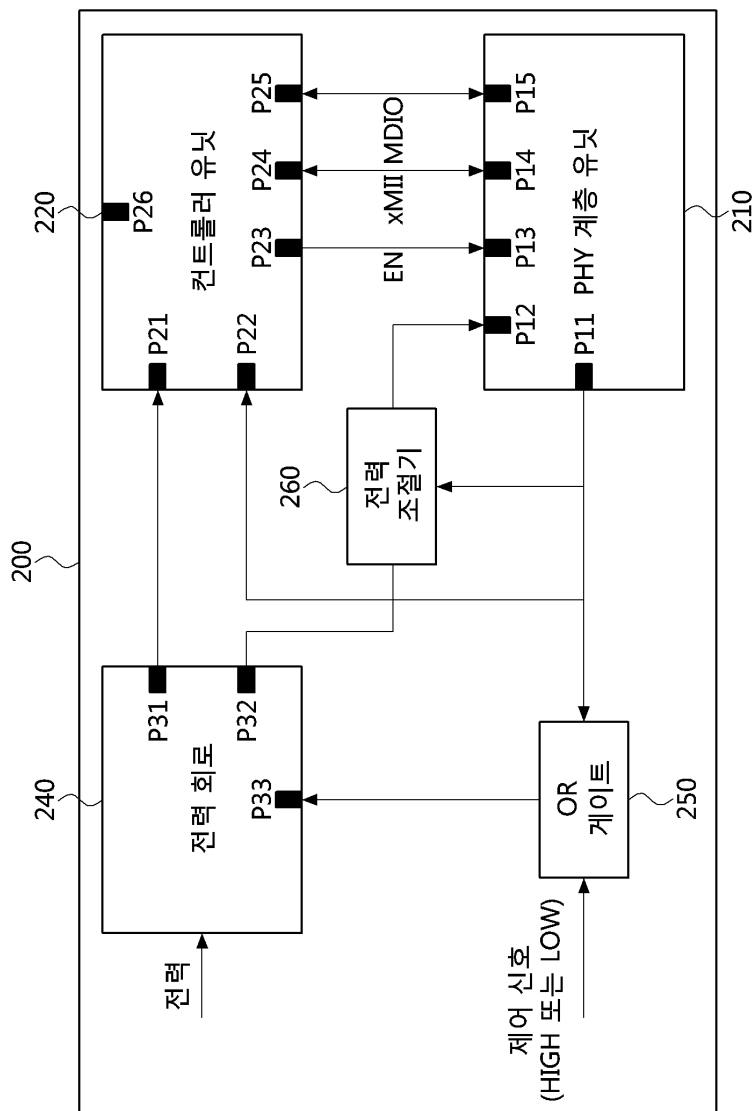 200
240
전력 회로
P31
P32
P33
전력
220
컨트롤러 유닛
P21
P22
P23
P24
P25
P26
260
전력
조절기
EN
xMII
MDIO
250
OR
게이트
제어 신호
(HIGH 또는 LOW)
210
PHY 계층 유닛
P11
P12
P13
P14
P15